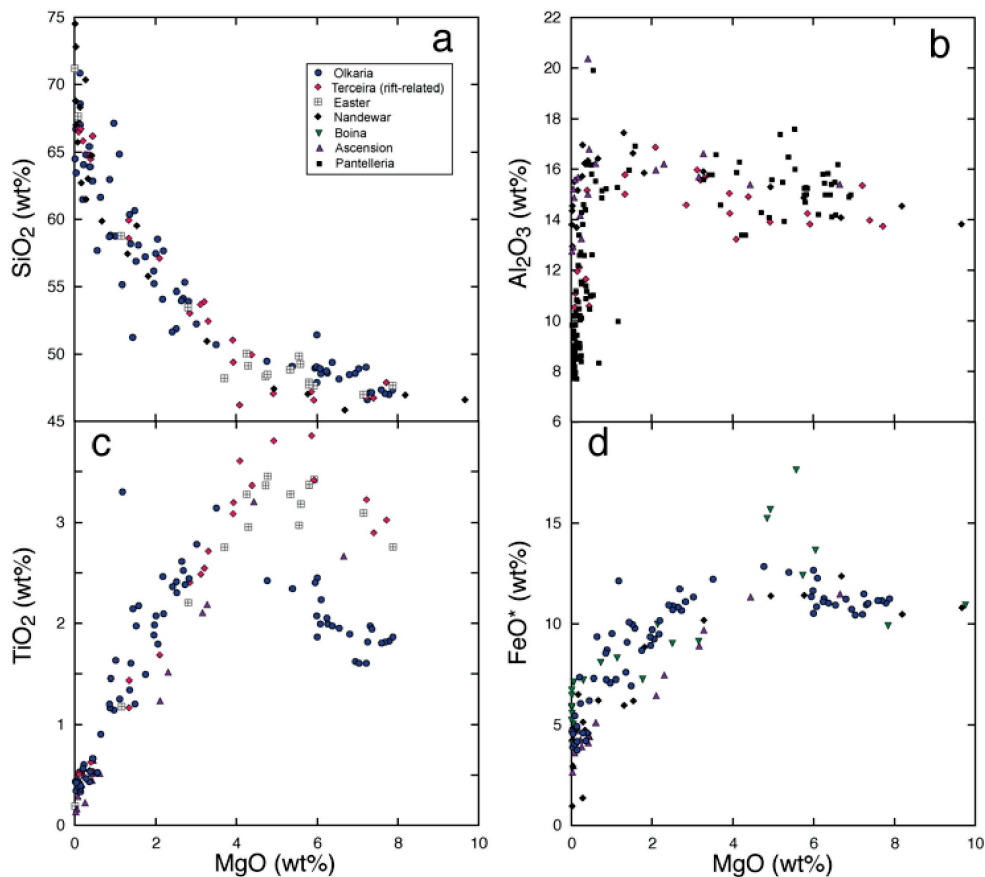 a
Olkaria
Terceira (rift-related)
Easter
Nandewar
Boina
Ascension
Pantelleria
SiO₂ (wt%)
75
70
65
60
55
50
45
b
Al₂O₃ (wt%)
22
20
18
16
14
12
10
8
6
c
TiO₂ (wt%)
3
2
1
0
0 2 4 6 8 10
MgO (wt%)
d
FeO* (wt%)
15
10
5
0
0 2 4 6 8 10
MgO (wt%)